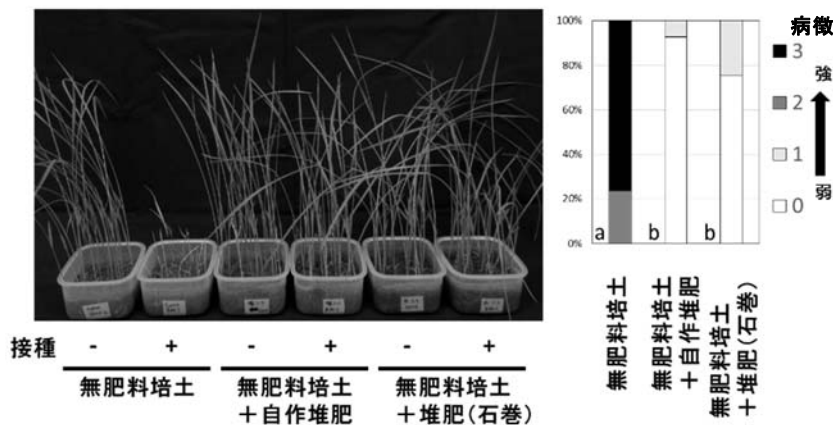 100%
80%
60%
40%
20%
0%
a
b
b
病徴
3
強
2
1
弱
0
無肥料培土
無肥料培土
＋自作堆肥
無肥料培土
＋堆肥(石巻)
接種 - + - + - +
無肥料培土
無肥料培土
＋自作堆肥
無肥料培土
＋堆肥(石巻)